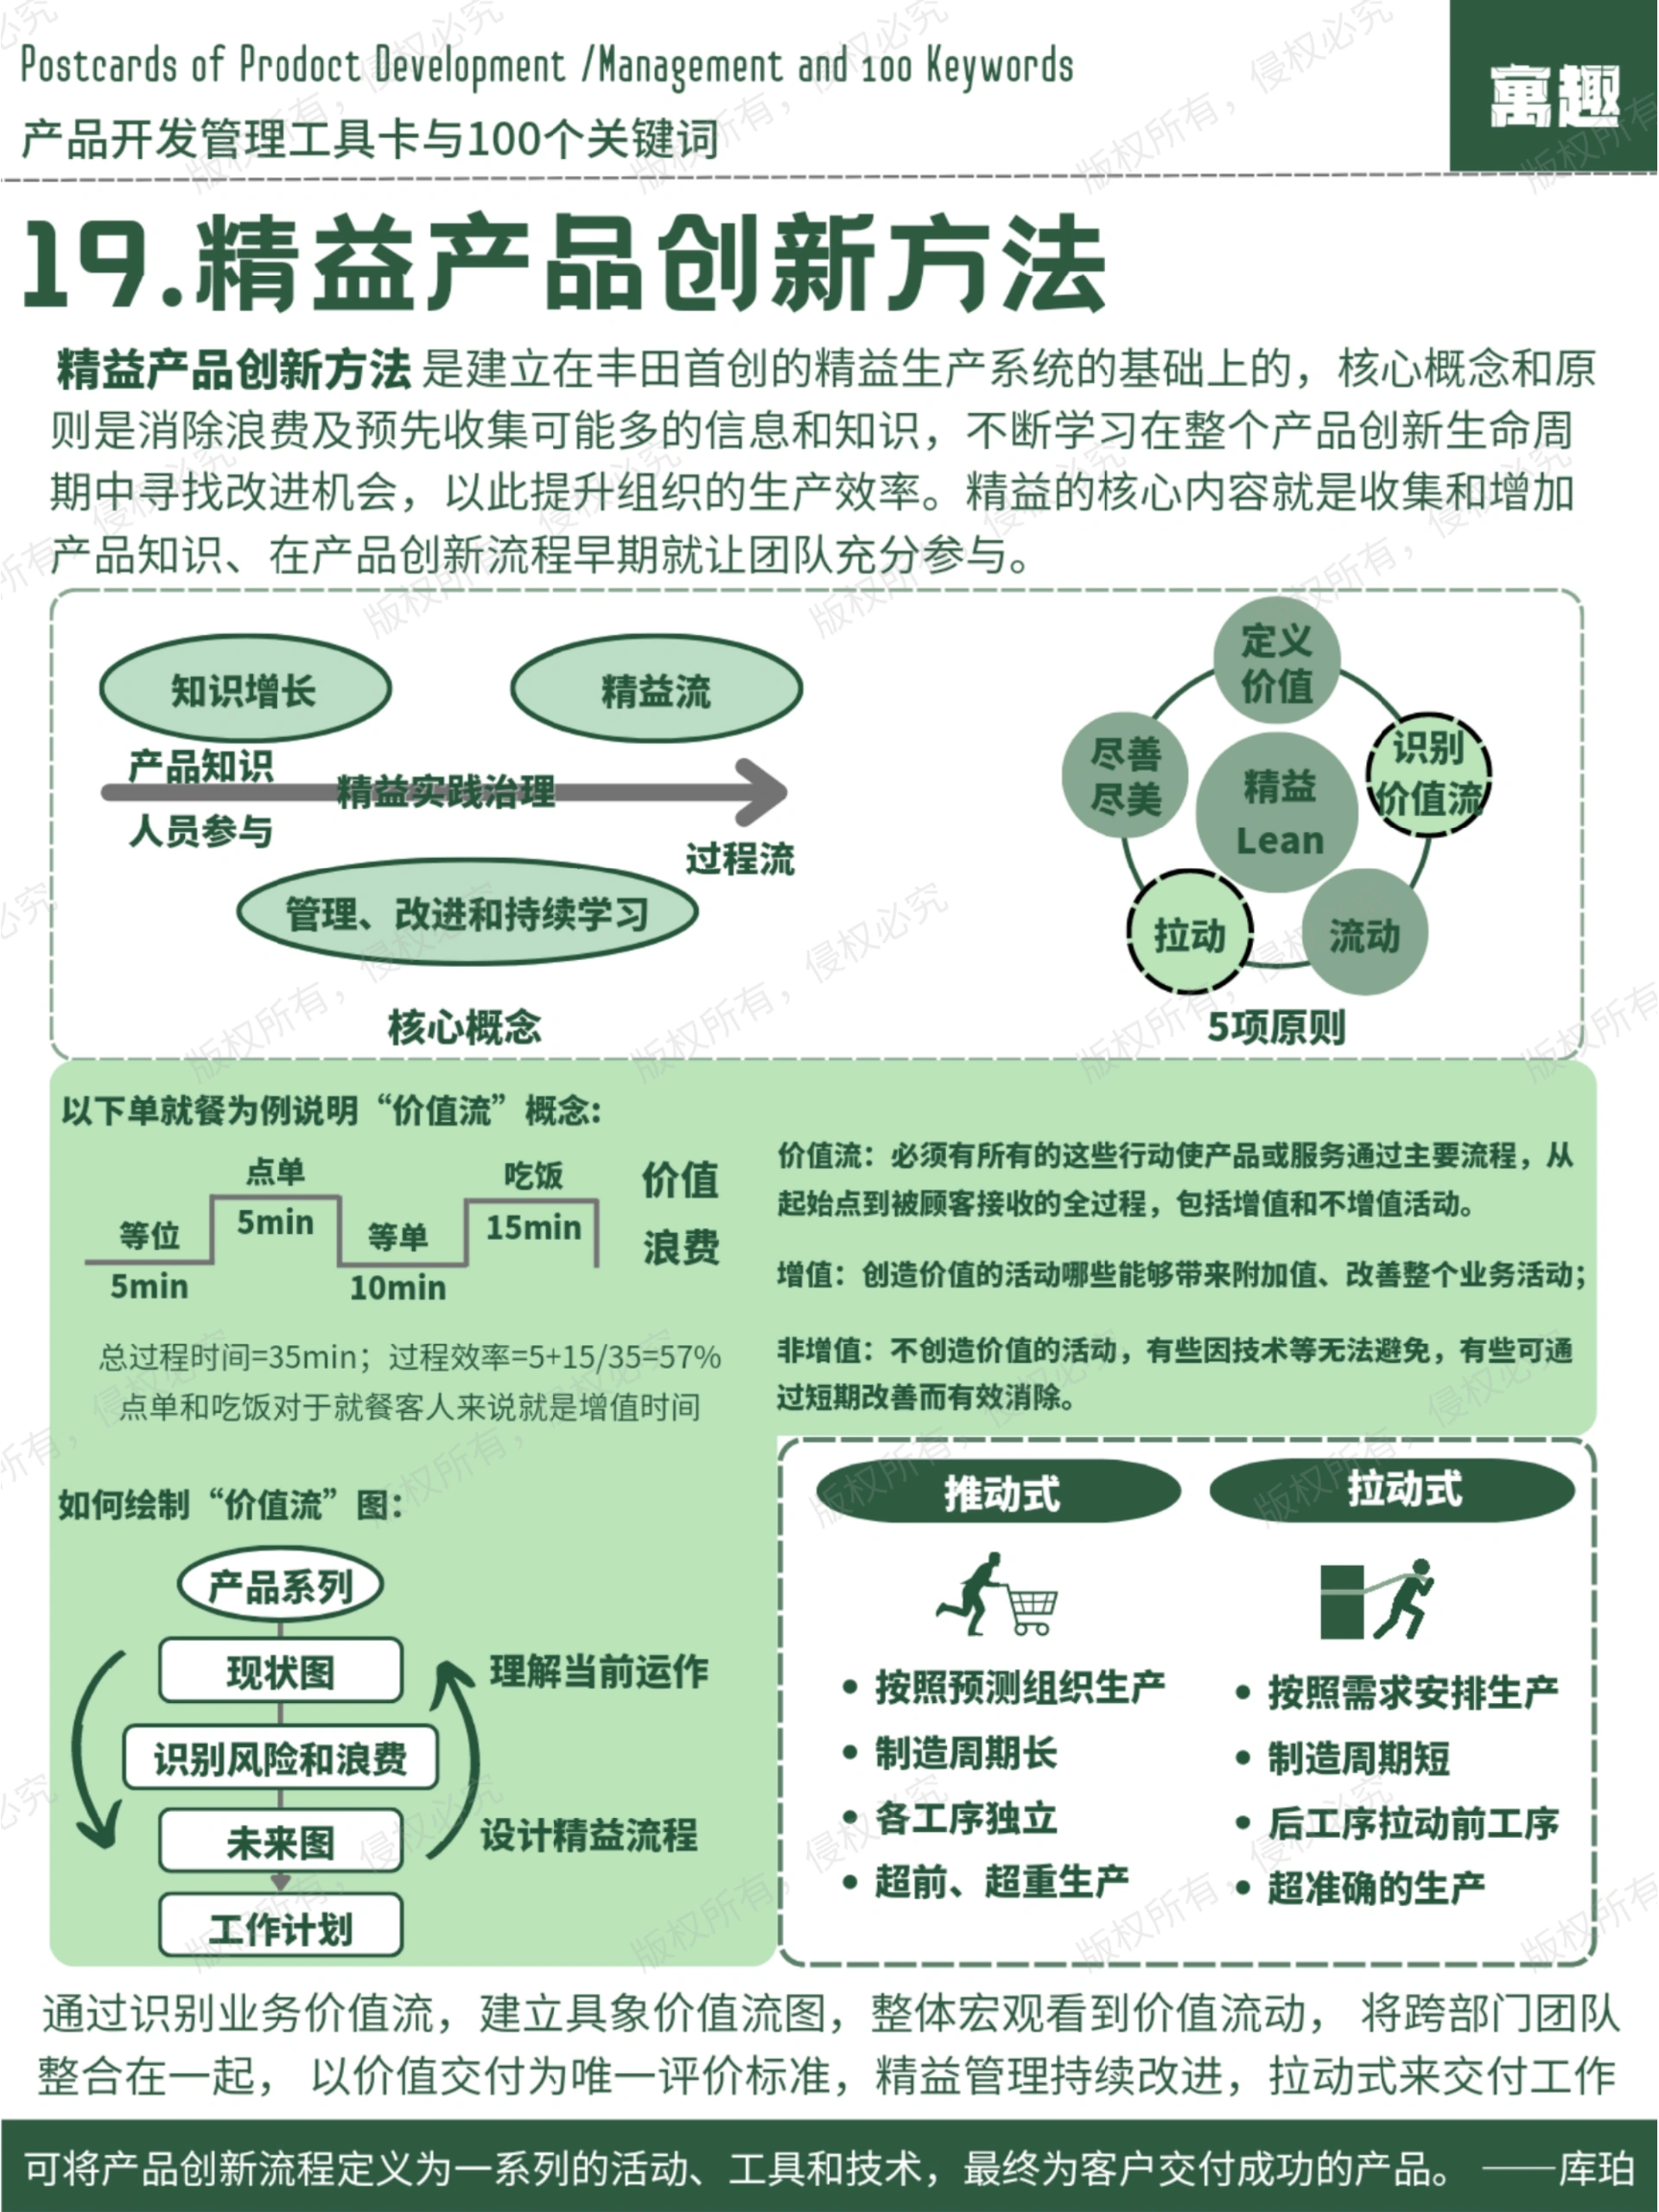 Postcards of Prodoct Development /Management and 100 Keywords
产品开发管理工具卡与100个关键词
寓趣
19.精益产品创新方法
精益产品创新方法 是建立在丰田首创的精益生产系统的基础上的，核心概念和原
则是消除浪费及预先收集可能多的信息和知识，不断学习在整个产品创新生命周
期中寻找改进机会，以此提升组织的生产效率。精益的核心内容就是收集和增加
产品知识、在产品创新流程早期就让团队充分参与。
知识增长
精益流
产品知识
精益实践治理
人员参与
过程流
管理、改进和持续学习
核心概念
定义
价值
尽善
尽美
识别
价值流
精益
Lean
拉动
流动
5项原则
以下单就餐为例说明“价值流”概念：
点单
吃饭
价值
等位
5min
等单
15min
浪费
5min
10min
总过程时间=35min；过程效率=5+15/35=57%
点单和吃饭对于就餐客人来说就是增值时间
价值流：必须有所有的这些行动使产品或服务通过主要流程，从
起始点到被顾客接收的全过程，包括增值和不增值活动。
增值：创造价值的活动哪些能够带来附加值、改善整个业务活动；
非增值：不创造价值的活动，有些因技术等无法避免，有些可通
过短期改善而有效消除。
如何绘制“价值流”图：
产品系列
现状图
理解当前运作
识别风险和浪费
未来图
设计精益流程
工作计划
推动式
按照预测组织生产
制造周期长
各工序独立
超前、超重生产
拉动式
按照需求安排生产
制造周期短
后工序拉动前工序
超准确的生产
通过识别业务价值流，建立具象价值流图，整体宏观看到价值流动， 将跨部门团队
整合在一起， 以价值交付为唯一评价标准，精益管理持续改进，拉动式来交付工作
可将产品创新流程定义为一系列的活动、工具和技术，最终为客户交付成功的产品。 ——库珀
版权所有，侵权必究